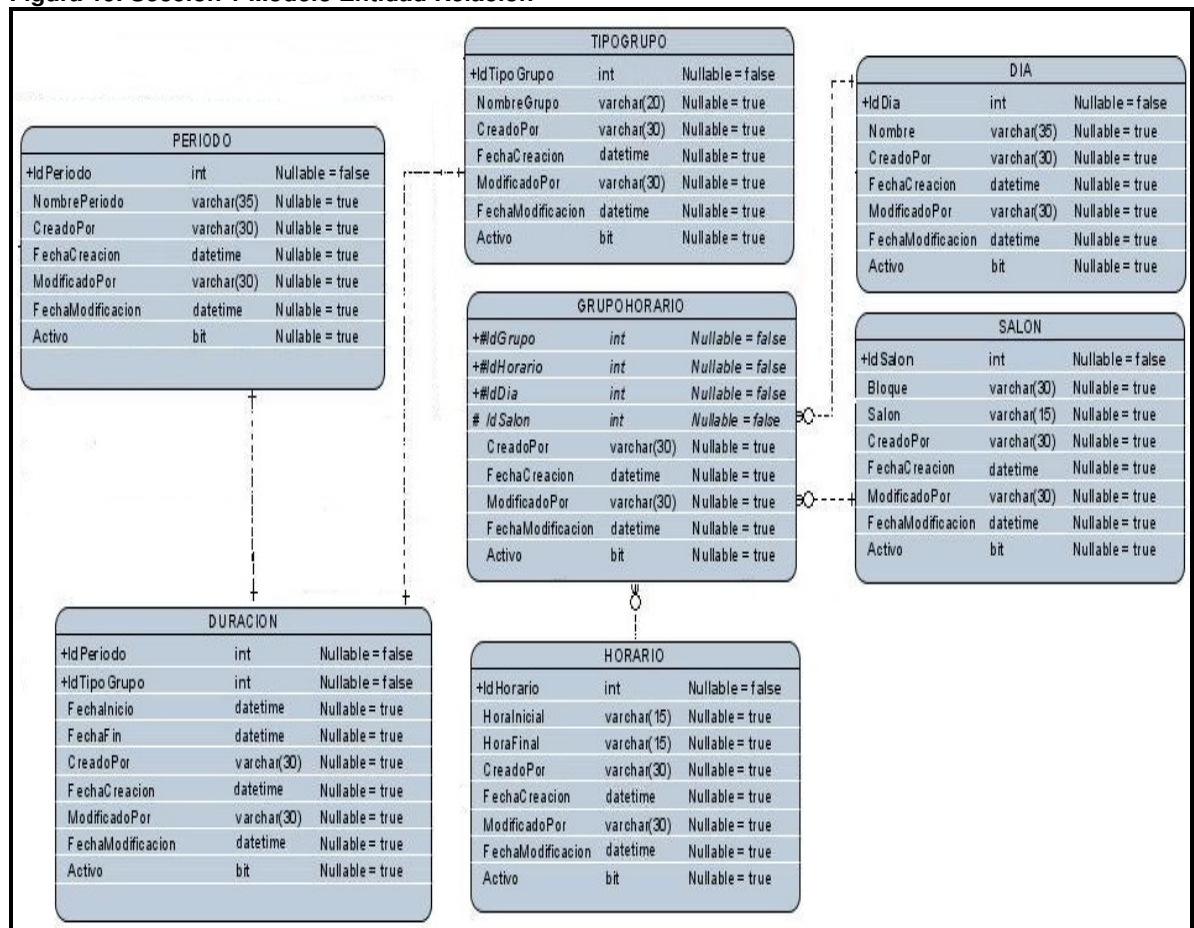 Figura 18. Sección 1 Modelo Entidad Relación
PERIODO
+IdPeriodo int Nullable = false
NombrePeriodo varchar(35) Nullable = true
CreadoPor varchar(30) Nullable = true
FechaCreacion datetime Nullable = true
ModificadoPor varchar(30) Nullable = true
FechaModificacion datetime Nullable = true
Activo bit Nullable = true
TIPOGRUPO
+IdTipoGrupo int Nullable = false
NombreGrupo varchar(20) Nullable = true
CreadoPor varchar(30) Nullable = true
FechaCreacion datetime Nullable = true
ModificadoPor varchar(30) Nullable = true
FechaModificacion datetime Nullable = true
Activo bit Nullable = true
DIA
+IdDia int Nullable = false
Nombre varchar(35) Nullable = true
CreadoPor varchar(30) Nullable = true
FechaCreacion datetime Nullable = true
ModificadoPor varchar(30) Nullable = true
FechaModificacion datetime Nullable = true
Activo bit Nullable = true
GRUPOHORARIO
+#IdGrupo int Nullable = false
+#IdHorario int Nullable = false
+#IdDia int Nullable = false
# IdSalon int Nullable = false
CreadoPor varchar(30) Nullable = true
FechaCreacion datetime Nullable = true
ModificadoPor varchar(30) Nullable = true
FechaModificacion datetime Nullable = true
Activo bit Nullable = true
SALON
+IdSalon int Nullable = false
Bloque varchar(30) Nullable = true
Salon varchar(15) Nullable = true
CreadoPor varchar(30) Nullable = true
FechaCreacion datetime Nullable = true
ModificadoPor varchar(30) Nullable = true
FechaModificacion datetime Nullable = true
Activo bit Nullable = true
DURACION
+IdPeriodo int Nullable = false
+IdTipoGrupo int Nullable = false
FechaInicio datetime Nullable = true
FechaFin datetime Nullable = true
CreadoPor varchar(30) Nullable = true
FechaCreacion datetime Nullable = true
ModificadoPor varchar(30) Nullable = true
FechaModificacion datetime Nullable = true
Activo bit Nullable = true
HORARIO
+IdHorario int Nullable = false
HoraInicial varchar(15) Nullable = true
HoraFinal varchar(15) Nullable = true
CreadoPor varchar(30) Nullable = true
FechaCreacion datetime Nullable = true
ModificadoPor varchar(30) Nullable = true
FechaModificacion datetime Nullable = true
Activo bit Nullable = true